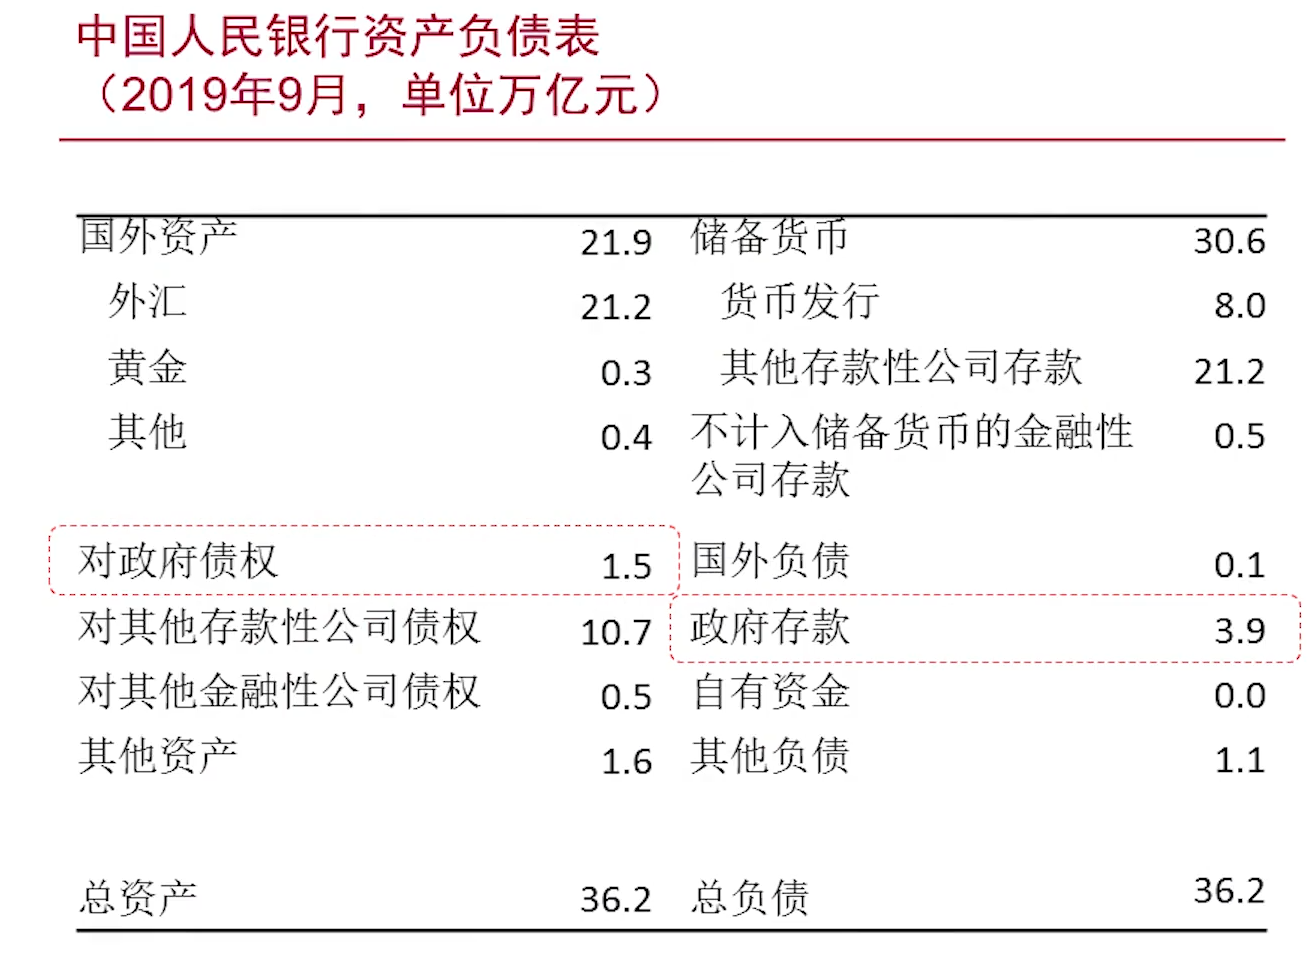 中国人民银行资产负债表
（2019年9月，单位万亿元）
国外资产 21.9 储备货币 30.6
外汇 21.2 货币发行 8.0
黄金 0.3 其他存款性公司存款 21.2
其他 0.4 不计入储备货币的金融性 0.5
公司存款
对政府债权 1.5 国外负债 0.1
对其他存款性公司债权 10.7 政府存款 3.9
对其他金融性公司债权 0.5 自有资金 0.0
其他资产 1.6 其他负债 1.1
总资产 36.2 总负债 36.2